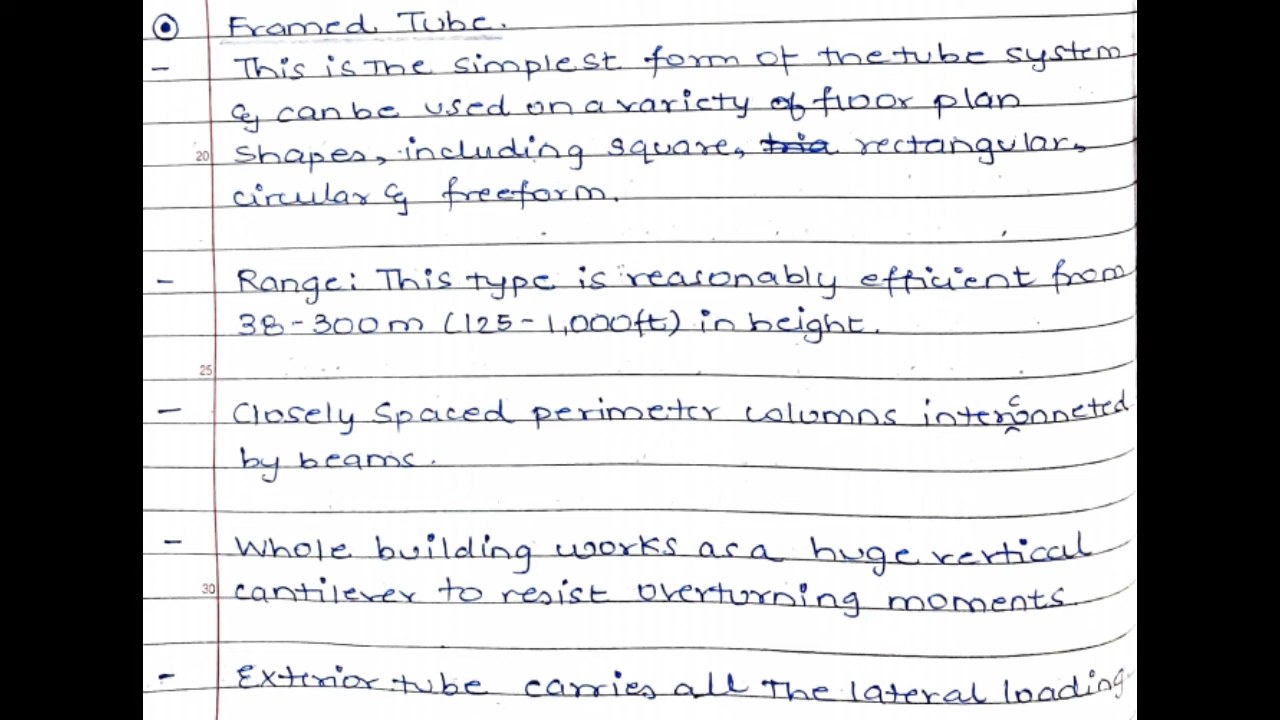 Framed Tube.
- This is the simplest form of the tube system
& can be used on a variety of floor plan
20 shapes, including square, tria rectangular,
circular & freeform.
- Range: This type is reasonably efficient from
38-300m (125-1,000ft) in height.
25
- Closely Spaced perimeter columns interconneted
by beams.
- Whole building works as a huge vertical
30 cantilever to resist overturning moments
- Exterior tube carries all the lateral loading